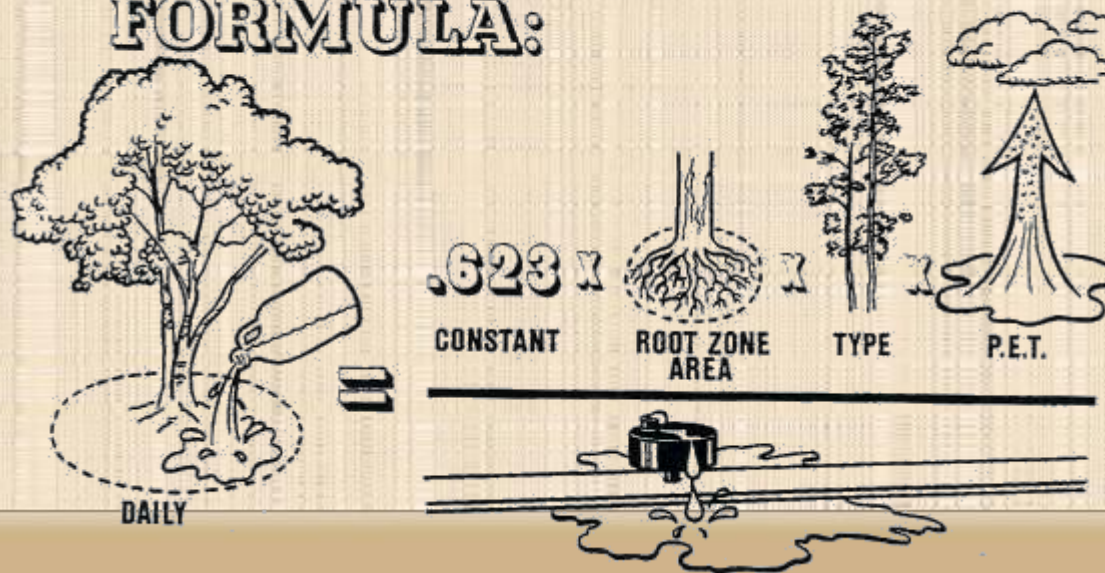 FORMULA:
.623 X X X
CONSTANT
ROOT ZONE
AREA
TYPE
P.E.T.
=
DAILY